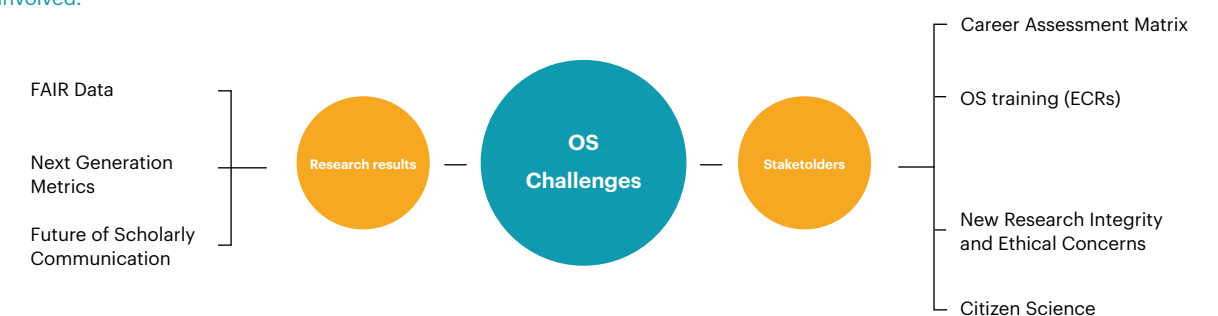 involved.
FAIR Data
Next Generation
Metrics
Future of Scholarly
Communication
Research results
OS
Challenges
Staketolders
Career Assessment Matrix
OS training (ECRs)
New Research Integrity
and Ethical Concerns
Citizen Science